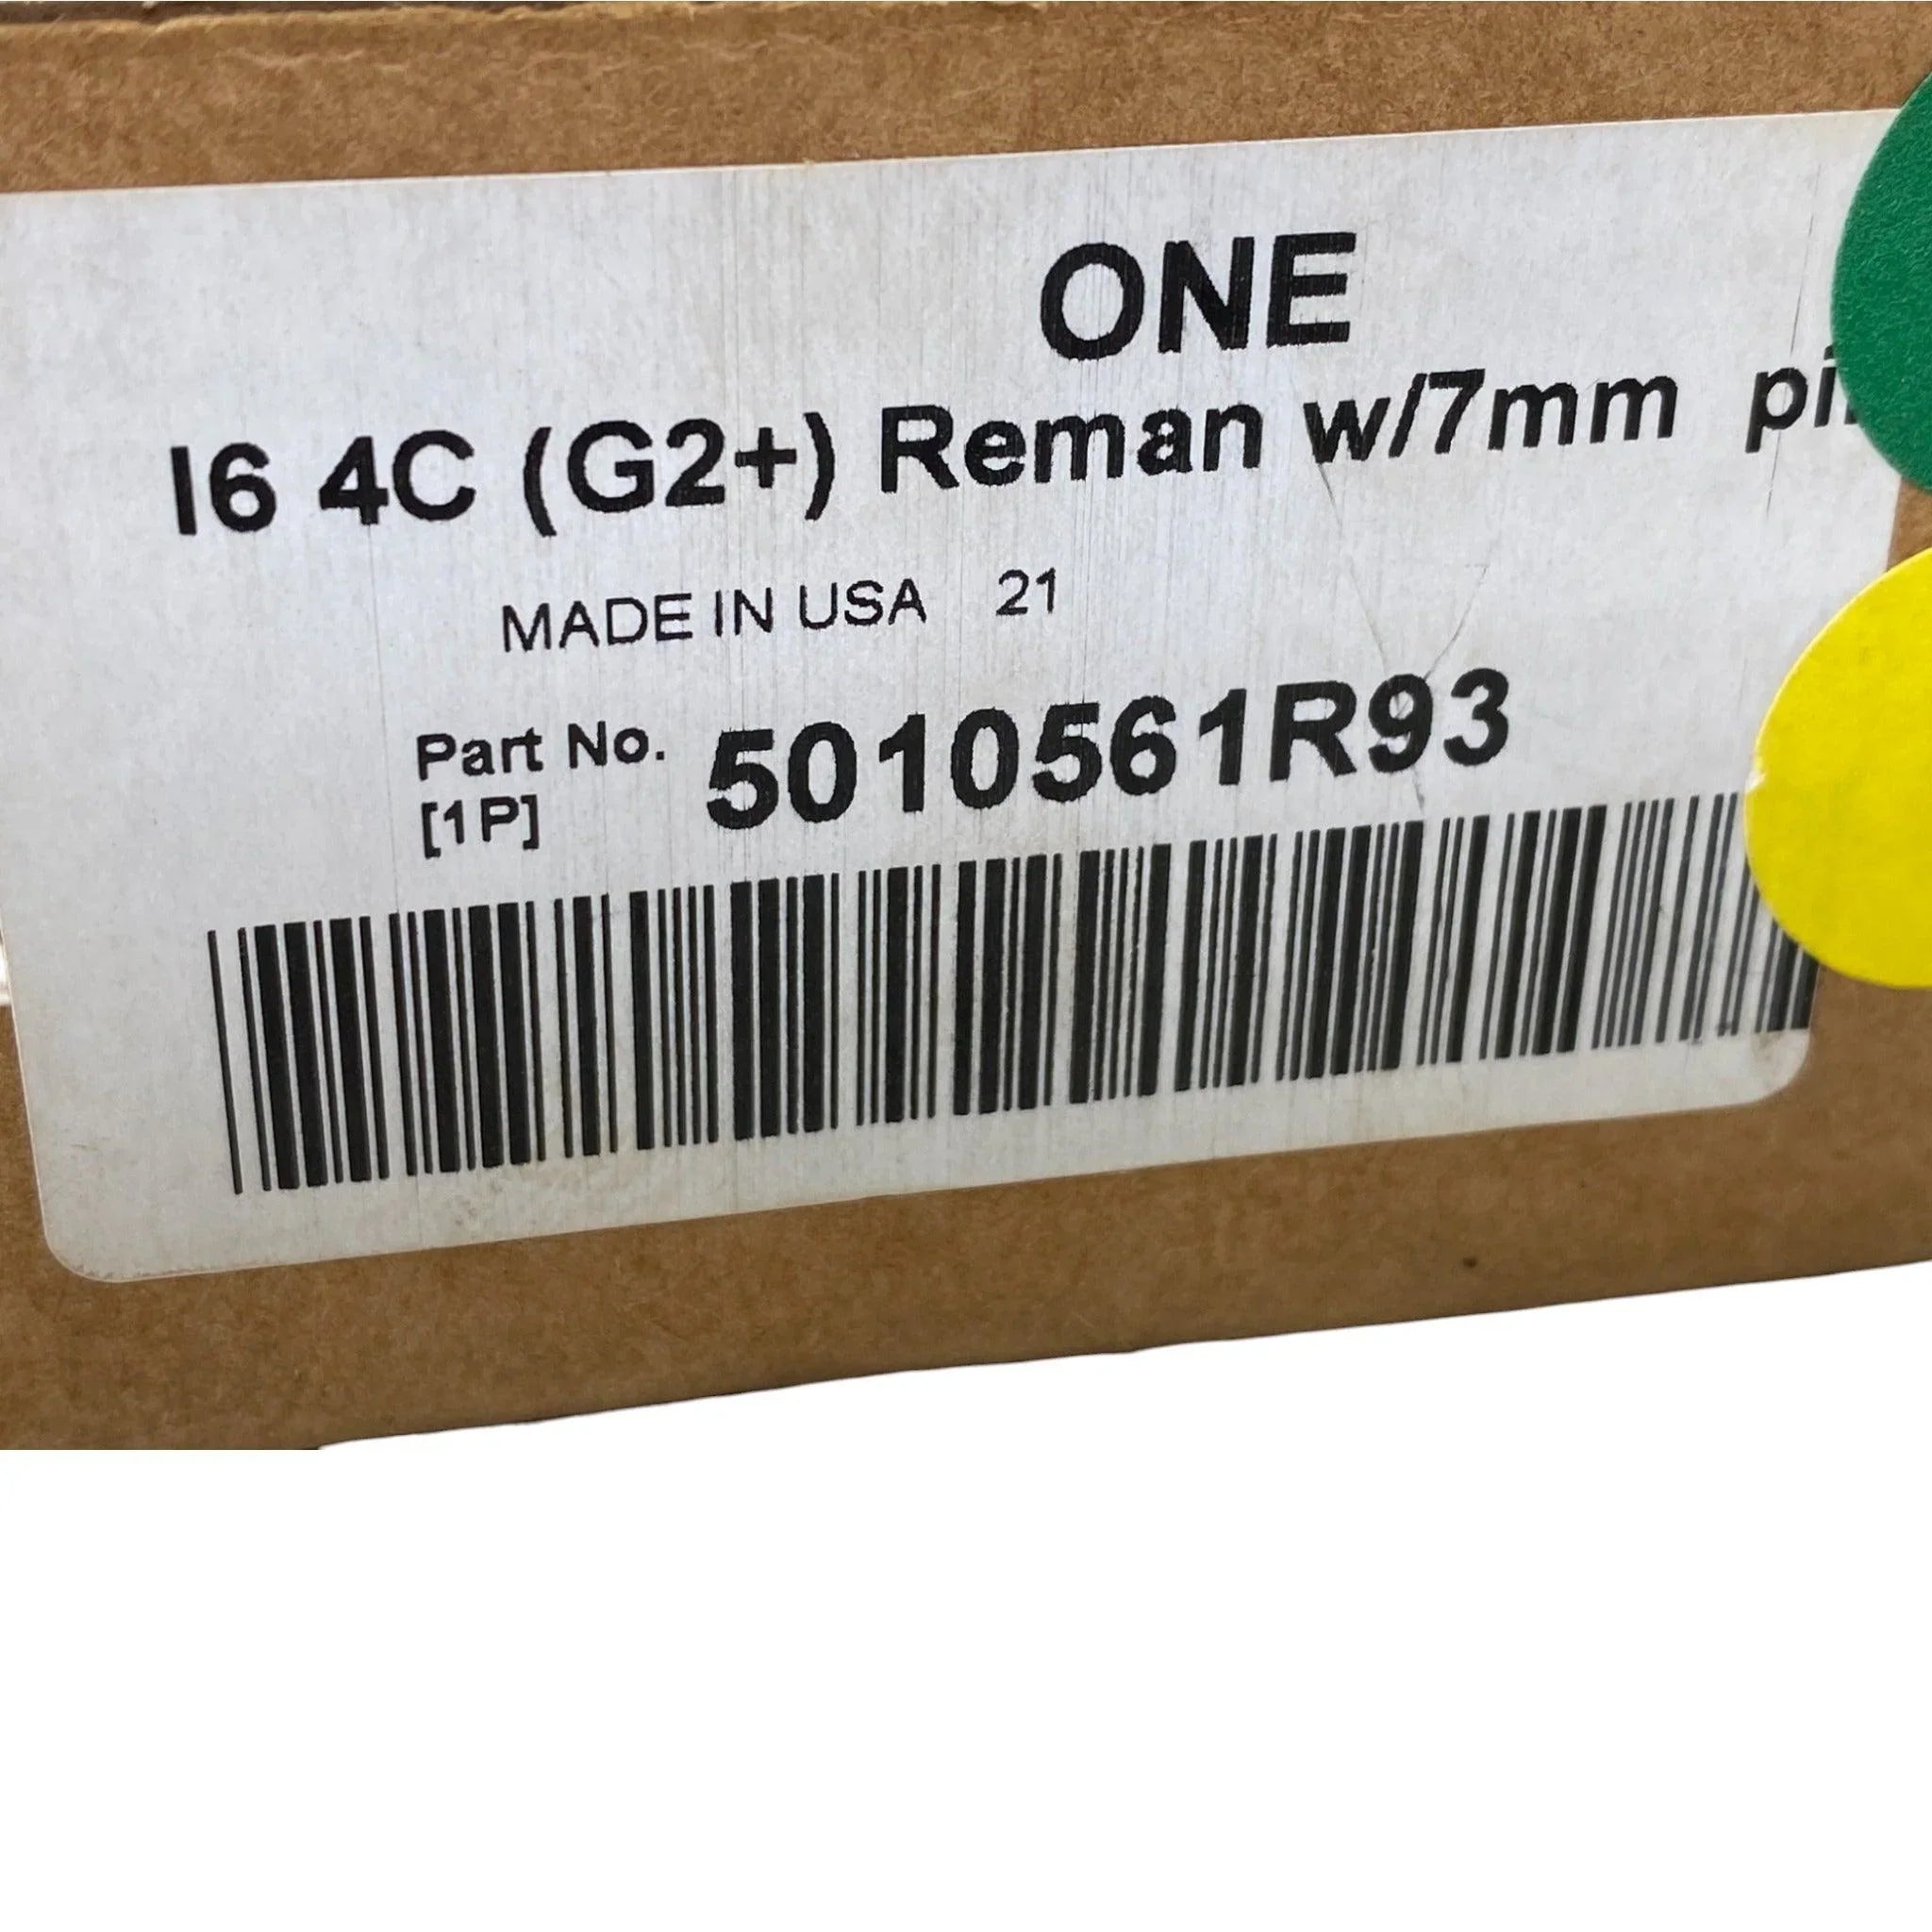 ONE
I6 4C (G2+) Reman w/7mm
MADE IN USA 21
Part No. 5010561R93
[1P]